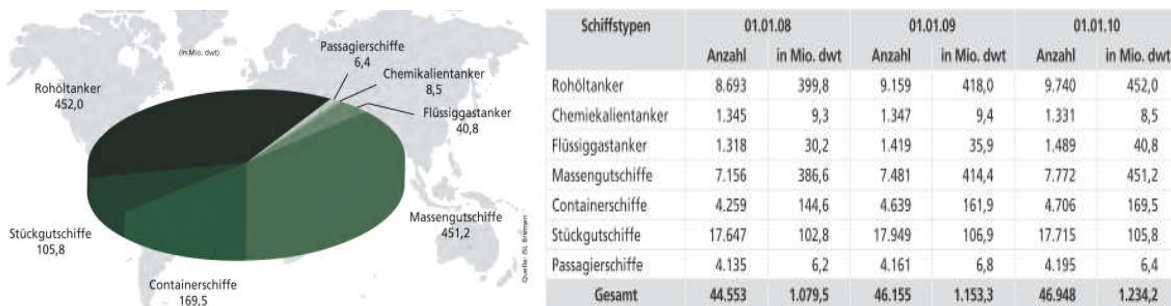 (in Mio. dwt)
Passagierschiffe
6,4
Chemikalientanker
8,5
Flüssiggastanker
40,8
Rohöltanker
452,0
Massengutschiffe
451,2
Stückgutschiffe
105,8
Containerschiffe
169,5
Quelle: ISL Bremen
Schiffstypen 01.01.08 01.01.09 01.01.10
Anzahl in Mio. dwt Anzahl in Mio. dwt Anzahl in Mio. dwt
Rohöltanker 8.693 399,8 9.159 418,0 9.740 452,0
Chemiekalientanker 1.345 9,3 1.347 9,4 1.331 8,5
Flüssiggastanker 1.318 30,2 1.419 35,9 1.489 40,8
Massengutschiffe 7.156 386,6 7.481 414,4 7.772 451,2
Containerschiffe 4.259 144,6 4.639 161,9 4.706 169,5
Stückgutschiffe 17.647 102,8 17.949 106,9 17.715 105,8
Passagierschiffe 4.135 6,2 4.161 6,8 4.195 6,4
Gesamt 44.553 1.079,5 46.155 1.153,3 46.948 1.234,2